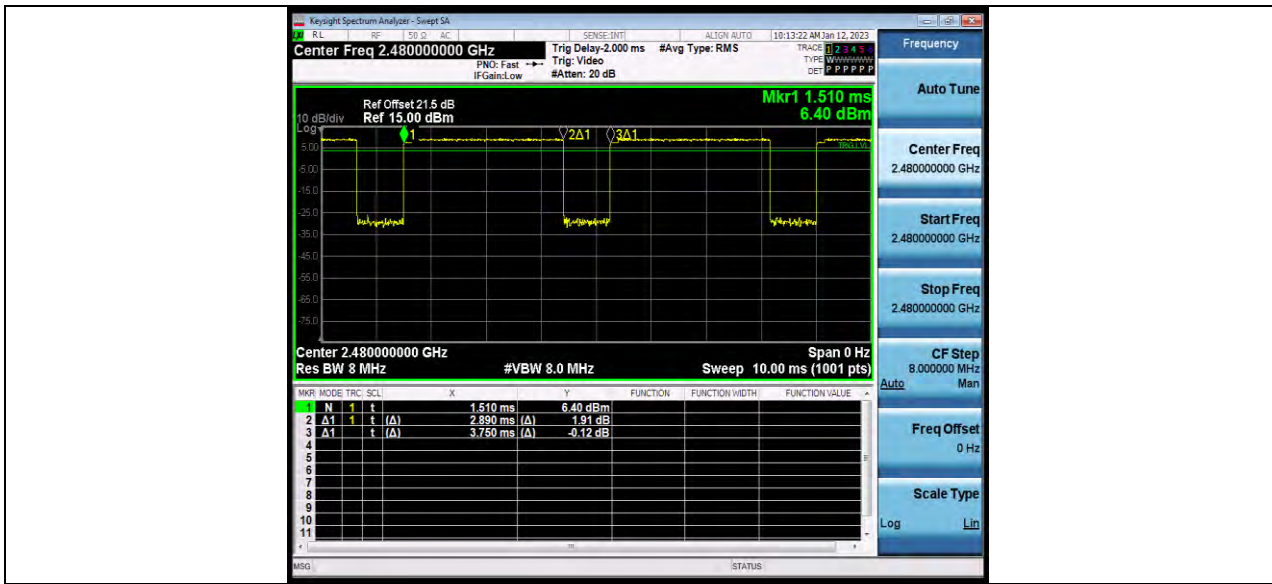 Keysight Spectrum Analyzer - Swept SA
LXI RL RF 50 Ω AC SENSE:INT ALIGN AUTO 10:13:22 AM Jan 12, 2023
Center Freq 2.480000000 GHz
Trig Delay-2.000 ms #Avg Type: RMS TRACE 1 2 3 4 5 6
PNO: Fast Trig: Video TYPE WWWWWW
IFGain:Low #Atten: 20 dB DET P P P P P P
Mkr1 1.510 ms
6.40 dBm
Ref Offset 21.5 dB
10 dB/div Ref 15.00 dBm
Log
1 2Δ1 3Δ1
TRIG LVL
5.00
-5.00
-15.0
-25.0
-35.0
-45.0
-55.0
-65.0
-75.0
Center 2.480000000 GHz Span 0 Hz
Res BW 8 MHz #VBW 8.0 MHz Sweep 10.00 ms (1001 pts)
MKR MODE TRC SCL X Y FUNCTION FUNCTION WIDTH FUNCTION VALUE
1 N 1 t 1.510 ms 6.40 dBm
2 Δ1 1 t (Δ) 2.890 ms (Δ) 1.91 dB
3 Δ1 t (Δ) 3.750 ms (Δ) -0.12 dB
4
5
6
7
8
9
10
11
MSG STATUS
Frequency
Auto Tune
Center Freq
2.480000000 GHz
Start Freq
2.480000000 GHz
Stop Freq
2.480000000 GHz
CF Step
8.000000 MHz
Auto Man
Freq Offset
0 Hz
Scale Type
Log Lin